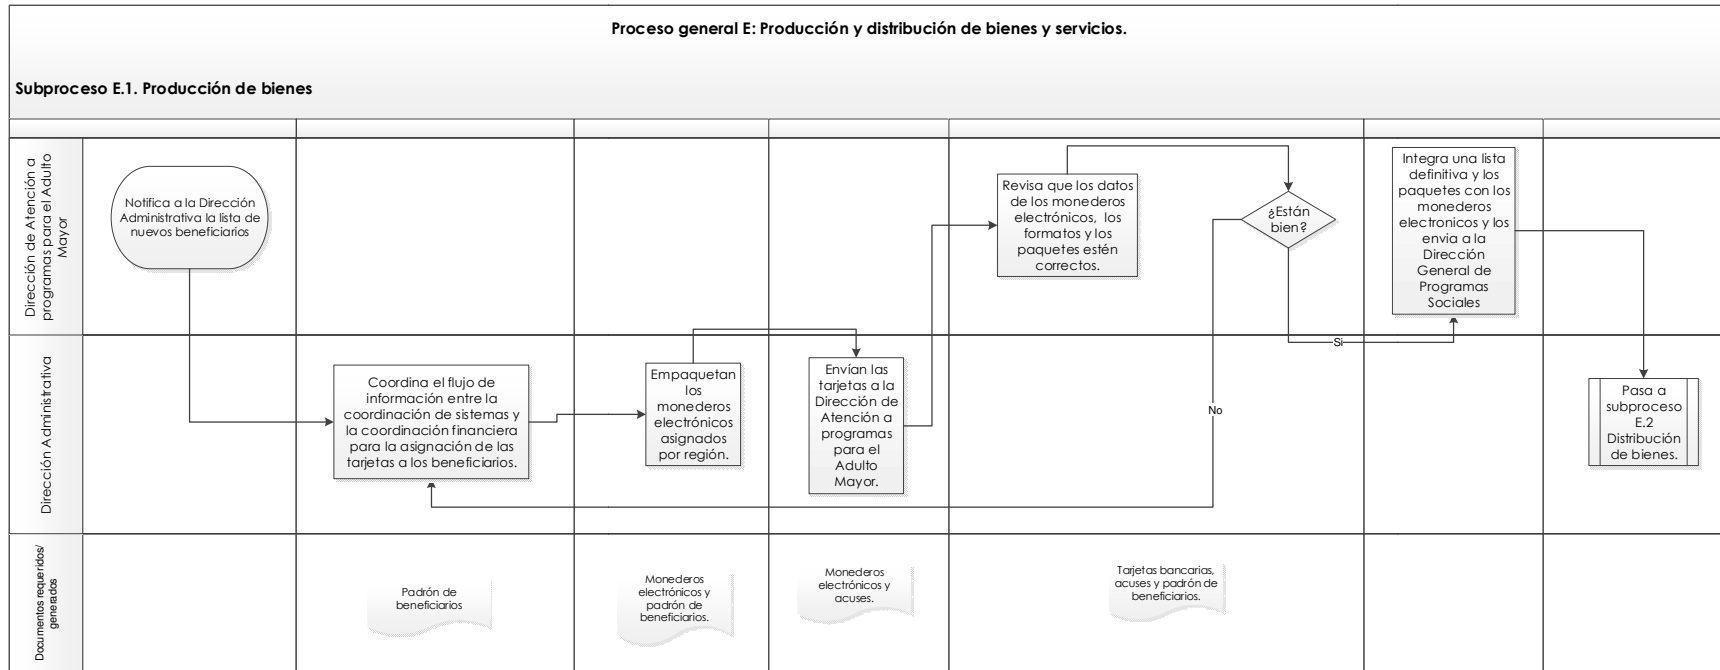 Proceso general E: Producción y distribución de bienes y servicios.
Subproceso E.1. Producción de bienes
Dirección de Atención a
programas para el Adulto
Mayor
Notifica a la Dirección
Administrativa la lista de
nuevos beneficiarios
Revisa que los datos
de los monederos
electrónicos, los
formatos y los
paquetes estén
correctos.
¿Están
bien?
Integra una lista
definitiva y los
paquetes con los
monederos
electronicos y los
envia a la
Dirección
General de
Programas
Sociales
Dirección Administrativa
Coordina el flujo de
información entre la
coordinación de sistemas y
la coordinación financiera
para la asignación de las
tarjetas a los beneficiarios.
Empaquetan
los
monederos
electrónicos
asignados
por región.
Envían las
tarjetas a la
Dirección de
Atención a
programas
para el
Adulto
Mayor.
No
Si
Pasa a
subproceso
E.2
Distribución
de bienes.
Documentos requeridos/
generados
Padrón de
beneficiarios
Monederos
electrónicos y
padrón de
beneficiarios.
Monederos
electrónicos y
acuses.
Tarjetas bancarias,
acuses y padrón de
beneficiarios.